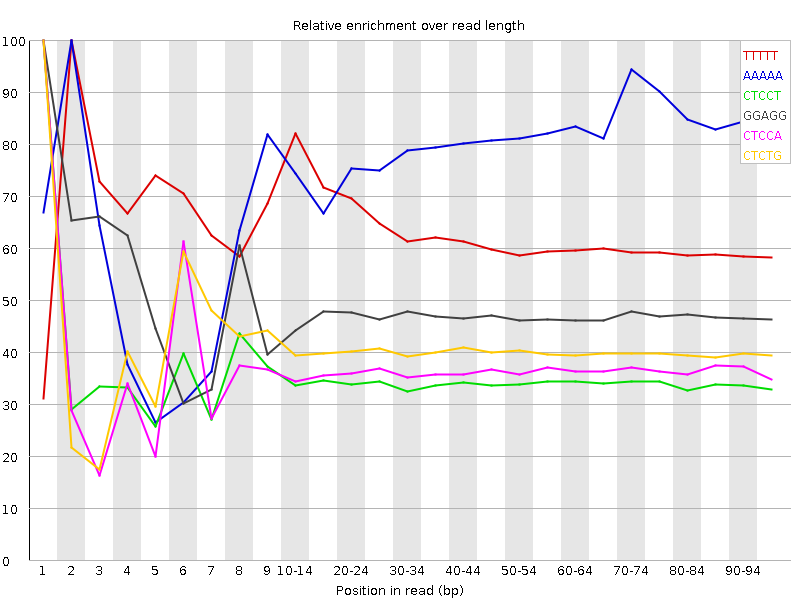 Relative enrichment over read length
100
90
80
70
60
50
40
30
20
10
0
TTTTT
AAAAA
CTCCT
GGAGG
CTCCA
CTCTG
1 2 3 4 5 6 7 8 9 10-14 20-24 30-34 40-44 50-54 60-64 70-74 80-84 90-94
Position in read (bp)